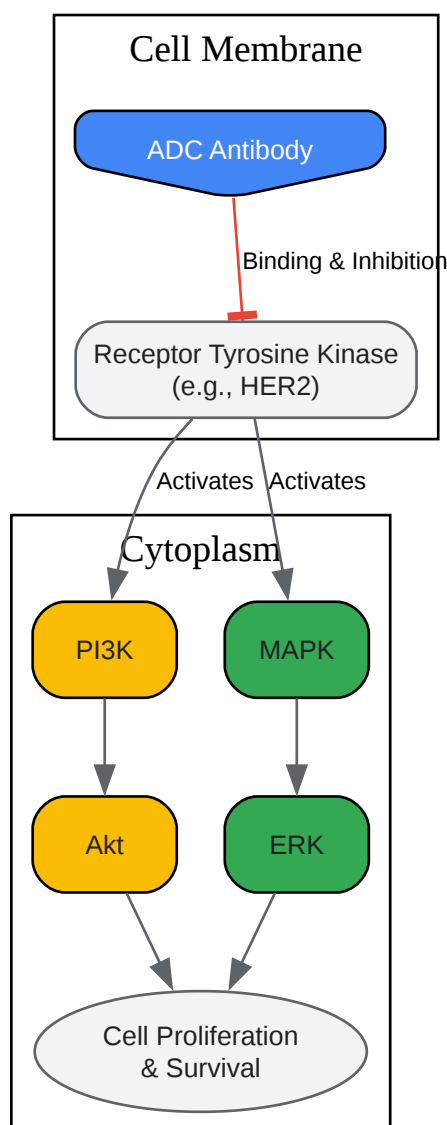 Cell Membrane
ADC Antibody
Binding & Inhibition
Receptor Tyrosine Kinase
(e.g., HER2)
Activates
Activates
Cytoplasm
PI3K
MAPK
Akt
ERK
Cell Proliferation
& Survival